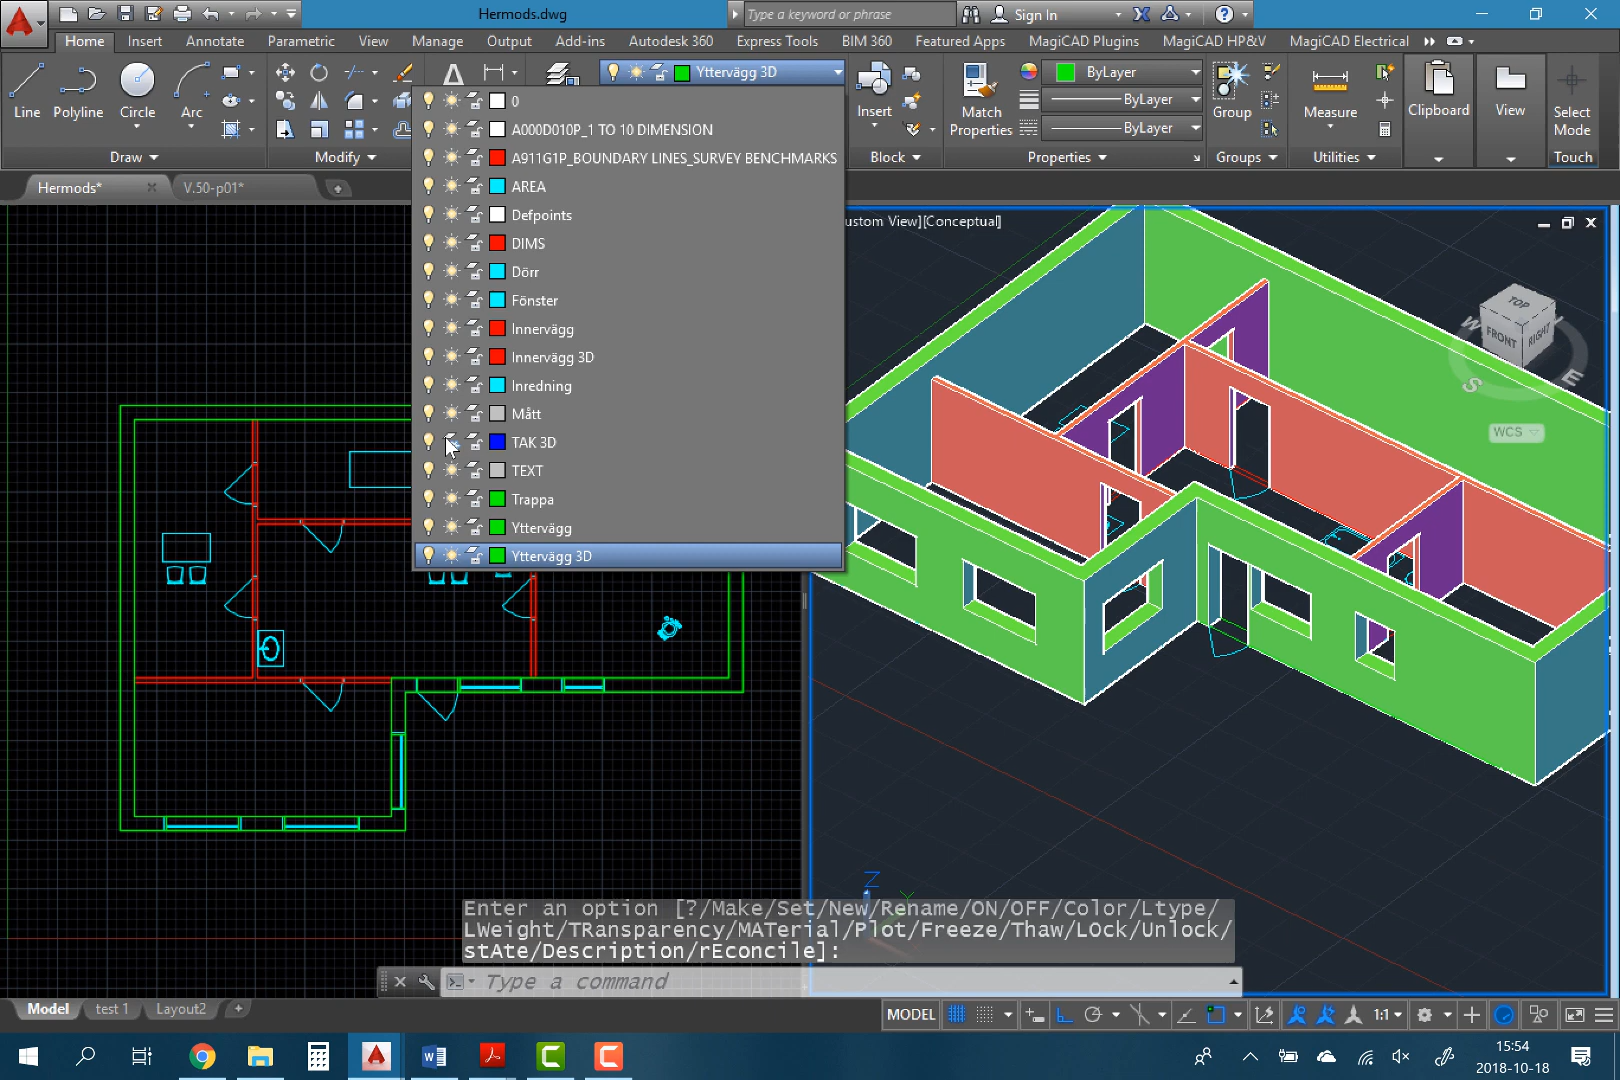 Hermods.dwg
Type a keyword or phrase
Sign In
Home Insert Annotate Parametric View Manage Output Add-ins Autodesk 360 Express Tools BIM 360 Featured Apps MagiCAD Plugins MagiCAD HP&V MagiCAD Electrical
Yttervägg 3D
ByLayer
ByLayer
ByLayer
Line Polyline Circle Arc
Insert
Match
Properties
Group
Measure
Clipboard
View
Select
Mode
Draw Modify Block Properties Groups Utilities Touch
Hermods* V.50-p01*
0
A000D010P_1 TO 10 DIMENSION
A911G1P_BOUNDARY LINES_SURVEY BENCHMARKS
AREA
Defpoints
DIMS
Dörr
Fönster
Innervägg
Innervägg 3D
Inredning
Mått
TAK 3D
TEXT
Trappa
Yttervägg
Yttervägg 3D
ustom View][Conceptual]
TOP
FRONT RIGHT
W
S
E
WCS
Z
Y
Enter an option [?/Make/Set/New/Rename/ON/OFF/Color/Ltype/
LWeight/TRansparency/MATerial/Plot/Freeze/Thaw/LOck/Unlock/
stAte/Description/rEconcile]:
Type a command
Model test 1 Layout2
MODEL 1:1
15:54
2018-10-18